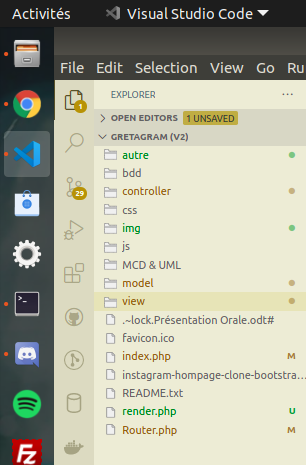 Activités Visual Studio Code
File Edit Selection View Go Ru
EXPLORER
OPEN EDITORS 1 UNSAVED
GRETAGRAM (V2)
autre
bdd
controller
css
img
js
MCD & UML
model
view
.~lock.Présentation Orale.odt#
favicon.ico
index.php M
instagram-hompage-clone-bootstra...
README.txt
render.php U
Router.php M
1
29
Fz